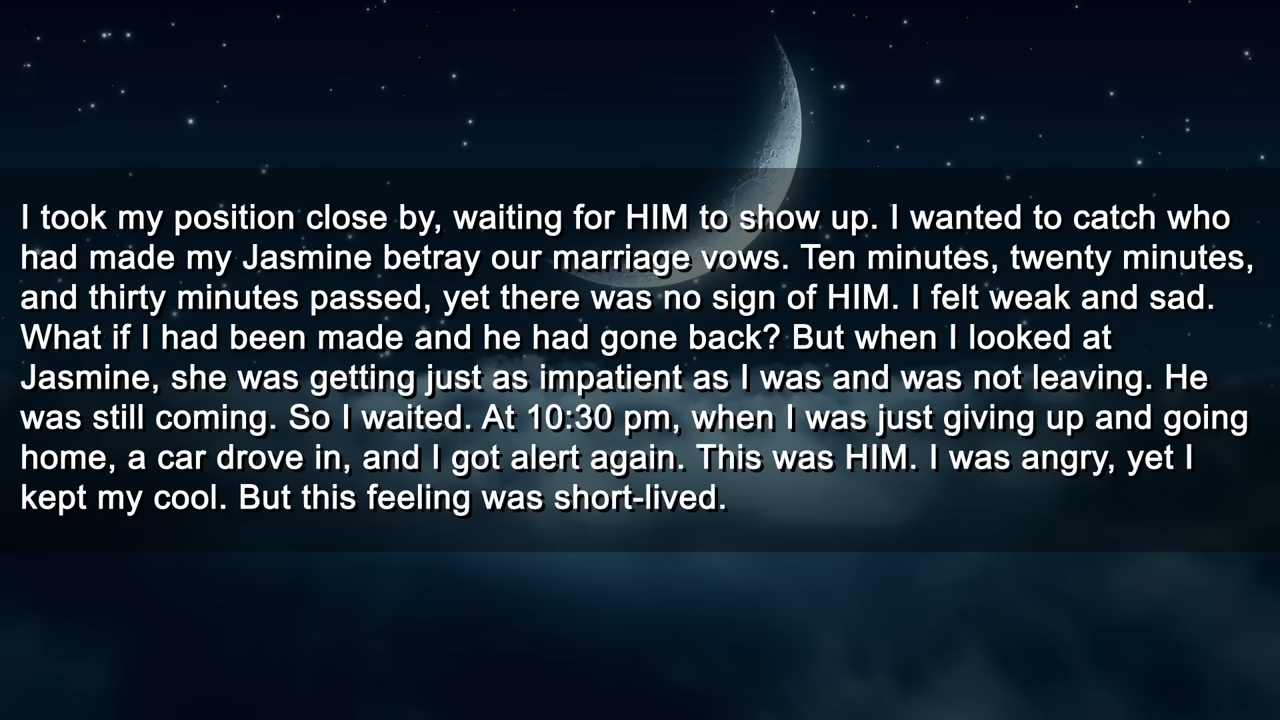 I took my position close by, waiting for HIM to show up. I wanted to catch who
had made my Jasmine betray our marriage vows. Ten minutes, twenty minutes,
and thirty minutes passed, yet there was no sign of HIM. I felt weak and sad.
What if I had been made and he had gone back? But when I looked at
Jasmine, she was getting just as impatient as I was and was not leaving. He
was still coming. So I waited. At 10:30 pm, when I was just giving up and going
home, a car drove in, and I got alert again. This was HIM. I was angry, yet I
kept my cool. But this feeling was short-lived.